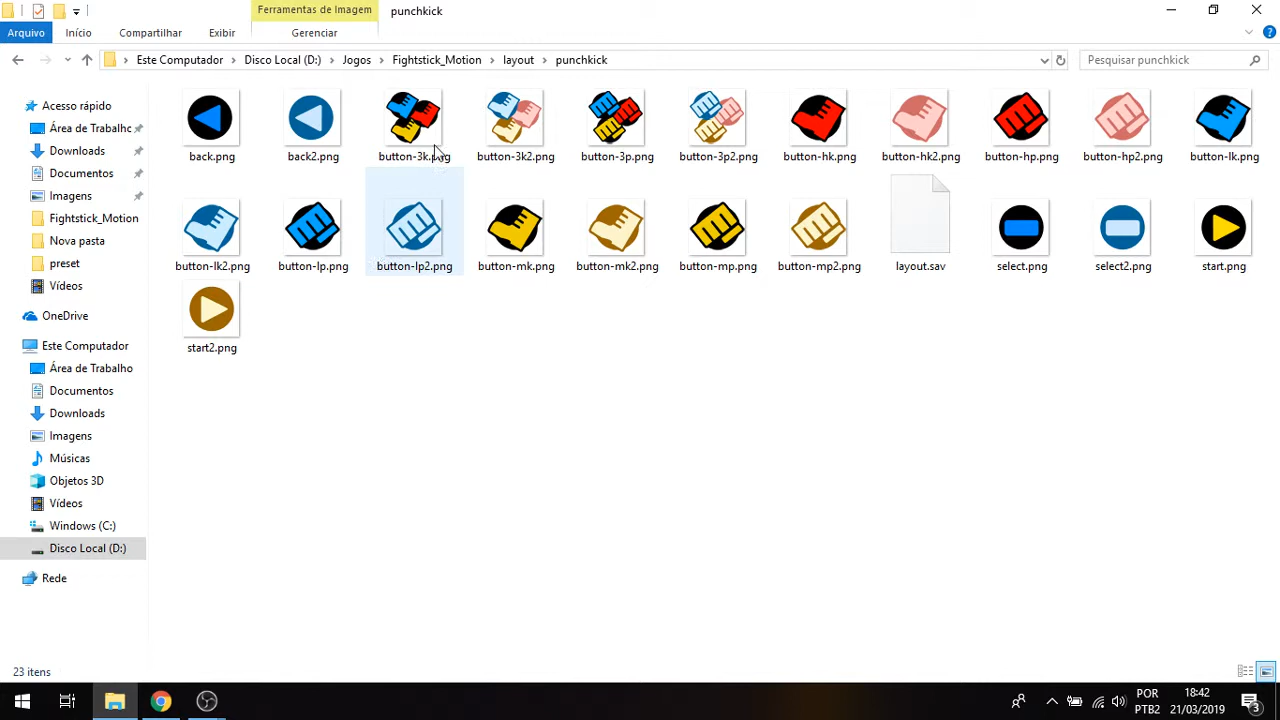 Ferramentas de Imagem
punchkick
Arquivo
Início
Compartilhar
Exibir
Gerenciar
Este Computador
Disco Local (D:)
Jogos
Fightstick_Motion
layout
punchkick
Pesquisar punchkick
Acesso rápido
Área de Trabalho
Downloads
Documentos
Imagens
Fightstick_Motion
Nova pasta
preset
Vídeos
OneDrive
Este Computador
Área de Trabalho
Documentos
Downloads
Imagens
Músicas
Objetos 3D
Vídeos
Windows (C:)
Disco Local (D:)
Rede
back.png
back2.png
button-3k.png
button-3k2.png
button-3p.png
button-3p2.png
button-hk.png
button-hk2.png
button-hp.png
button-hp2.png
button-lk.png
button-lk2.png
button-lp.png
button-lp2.png
button-mk.png
button-mk2.png
button-mp.png
button-mp2.png
layout.sav
select.png
select2.png
start.png
start2.png
23 itens
POR
PTB2
18:42
21/03/2019
3